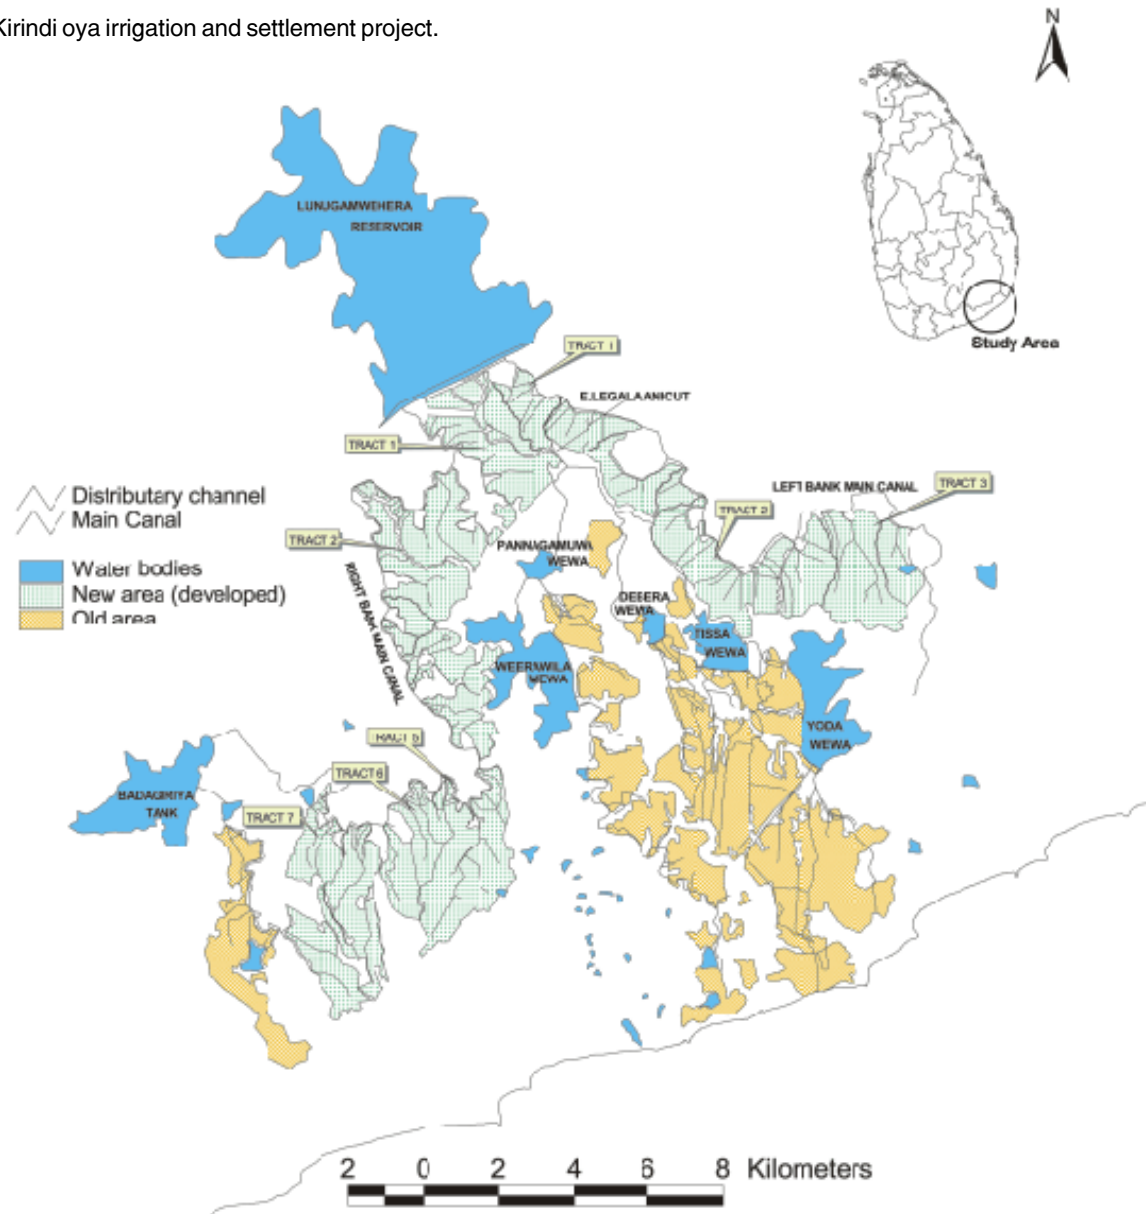 Kirindi oya irrigation and settlement project.
N
LUNUGAMWEHERA
RESERVOIR
Study Area
TRACT 1
ELLEGALA ANICUT
TRACT 1
Distributary channel
Main Canal
LEFT BANK MAIN CANAL
TRACT 3
TRACT 2
TRACT 2
PANNAGAMUWA
WEWA
Water bodies
New area (developed)
Old area
RIGHT BANK MAIN CANAL
DEBERA
WEWA
TISSA
WEWA
WEERAWILA
WEWA
YODA
WEWA
TRACT 5
TRACT 6
BADAGIRIYA
TANK
TRACT 7
2 0 2 4 6 8 Kilometers